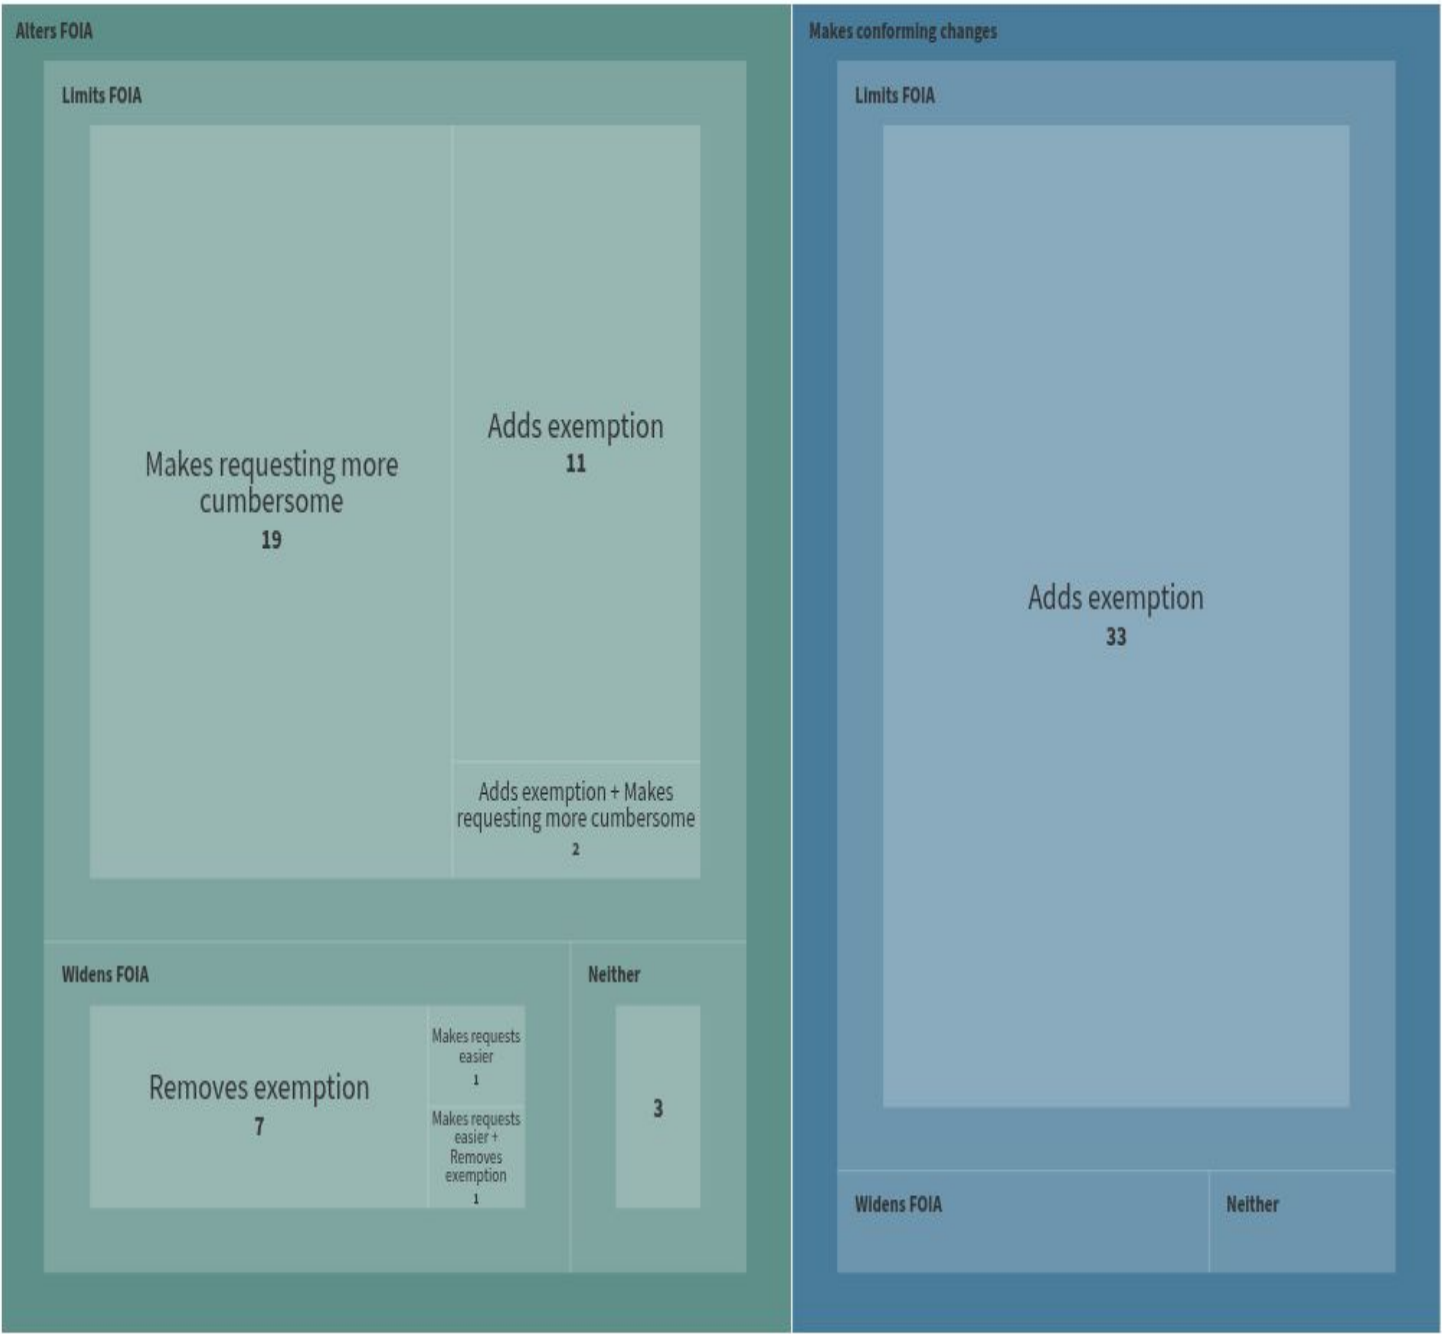 Alters FOIA
Limits FOIA
Makes requesting more
cumbersome
19
Adds exemption
11
Adds exemption + Makes
requesting more cumbersome
2
Widens FOIA
Removes exemption
7
Makes requests
easier
1
Makes requests
easier +
Removes
exemption
1
Neither
3
Makes conforming changes
Limits FOIA
Adds exemption
33
Widens FOIA
Neither